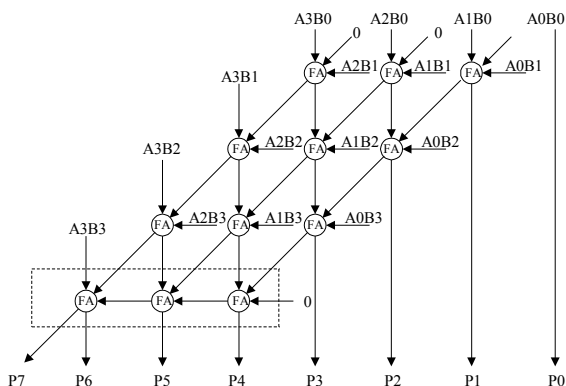 A3B0 0 A2B0 0 A1B0 A0B0
FA A2B1 FA A1B1 FA A0B1
A3B1
FA A2B2 FA A1B2 FA A0B2
A3B2
FA A2B3 FA A1B3 FA A0B3
A3B3
FA FA FA 0
P7 P6 P5 P4 P3 P2 P1 P0